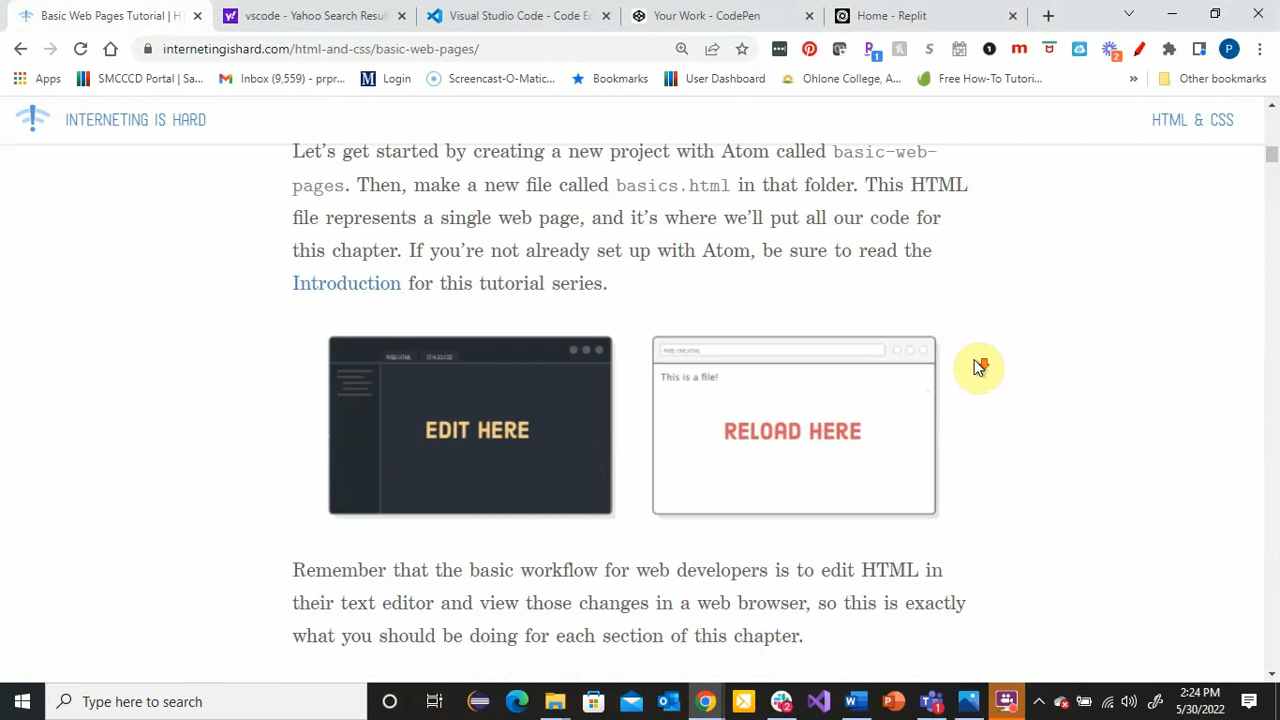 Basic Web Pages Tutorial | H
vscode - Yahoo Search Result
Visual Studio Code - Code Ed
Your Work - CodePen
Home - Replit
internetingishard.com/html-and-css/basic-web-pages/
Apps
SMCCCD Portal | Sa...
Inbox (9,559) - prpr...
Login
Screencast-O-Matic...
Bookmarks
User Dashboard
Ohlone College, A...
Free How-To Tutori...
Other bookmarks
INTERNETING IS HARD
HTML & CSS
Let's get started by creating a new project with Atom called basic-web-
pages. Then, make a new file called basics.html in that folder. This HTML
file represents a single web page, and it's where we'll put all our code for
this chapter. If you're not already set up with Atom, be sure to read the
Introduction for this tutorial series.
This is a file!
EDIT HERE
RELOAD HERE
Remember that the basic workflow for web developers is to edit HTML in
their text editor and view those changes in a web browser, so this is exactly
what you should be doing for each section of this chapter.
Type here to search
2:24 PM
5/30/2022